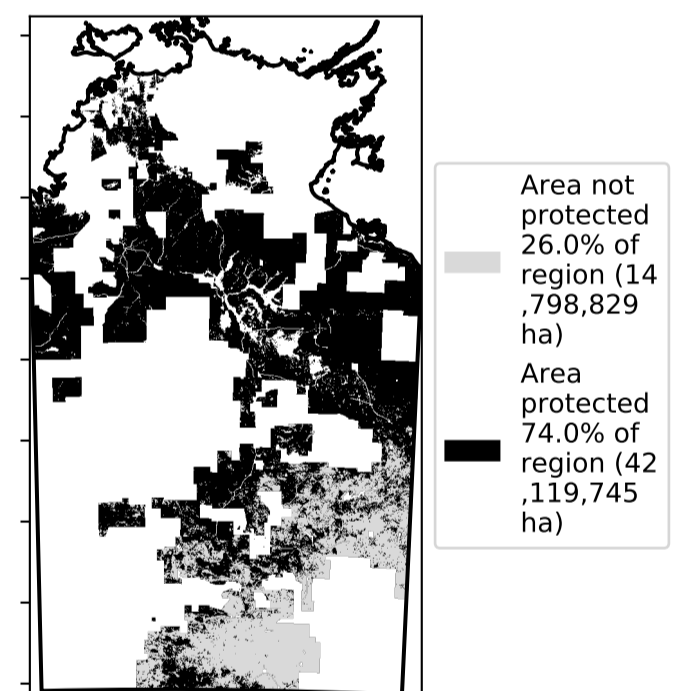 Area not
protected
26.0% of
region (14
,798,829
ha)
Area
protected
74.0% of
region (42
,119,745
ha)